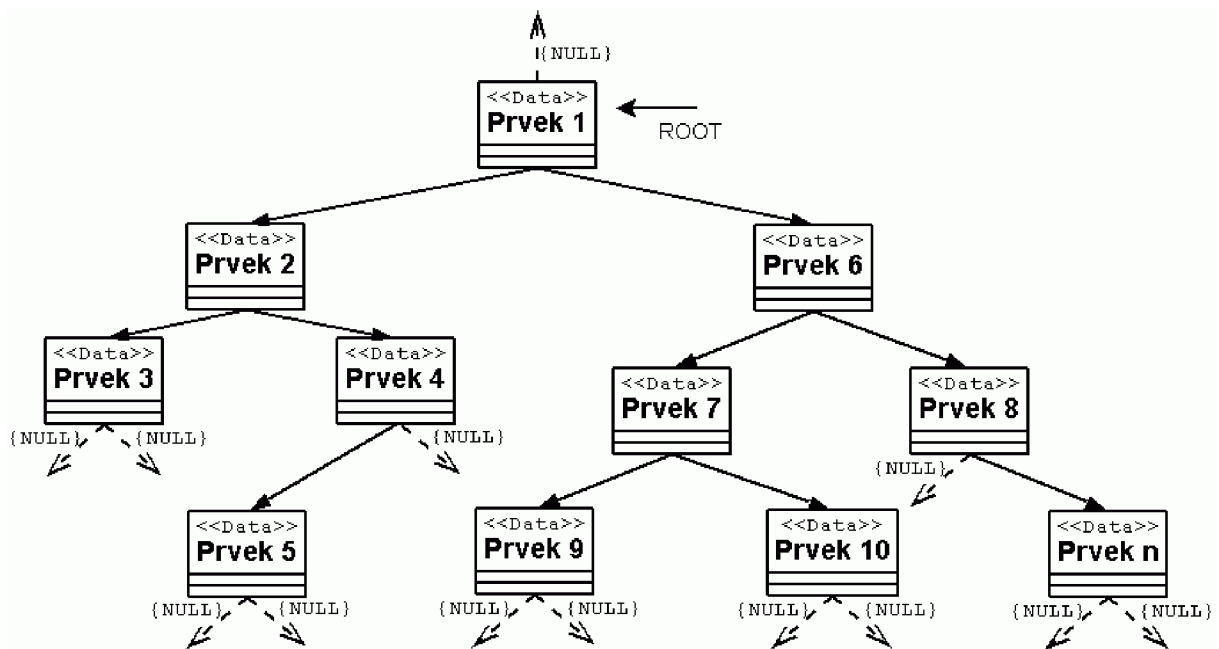 {NULL}
<<Data>>
Prvek 1
ROOT
<<Data>>
Prvek 2
<<Data>>
Prvek 6
<<Data>>
Prvek 3
<<Data>>
Prvek 4
<<Data>>
Prvek 7
<<Data>>
Prvek 8
{NULL}
{NULL}
{NULL}
{NULL}
<<Data>>
Prvek 5
<<Data>>
Prvek 9
<<Data>>
Prvek 10
<<Data>>
Prvek n
{NULL}
{NULL}
{NULL}
{NULL}
{NULL}
{NULL}
{NULL}
{NULL}